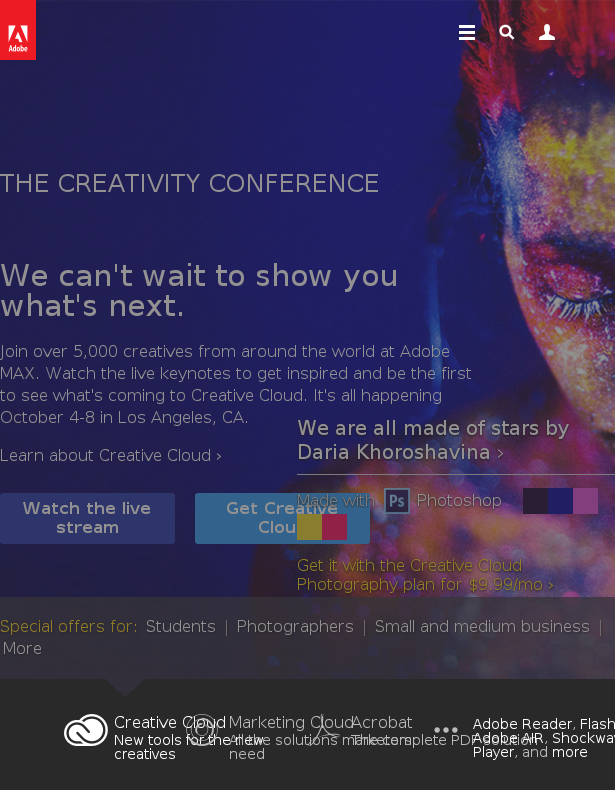 Adobe
THE CREATIVITY CONFERENCE
We can't wait to show you
what's next.
Join over 5,000 creatives from around the world at Adobe
MAX. Watch the live keynotes to get inspired and be the first
to see what's coming to Creative Cloud. It's all happening
October 4-8 in Los Angeles, CA.
Learn about Creative Cloud ›
We are all made of stars by
Daria Khoroshavina ›
Watch the live
stream
Get Creative
Cloud
Made with Ps Photoshop
Get it with the Creative Cloud
Photography plan for $9.99/mo ›
Special offers for: Students | Photographers | Small and medium business |
More
Creative Cloud
New tools for the new
creatives
Marketing Cloud
All the solutions marketers
need
Acrobat
The complete PDF solution
Adobe Reader, Flash
Adobe AIR, Shockwav
Player, and more